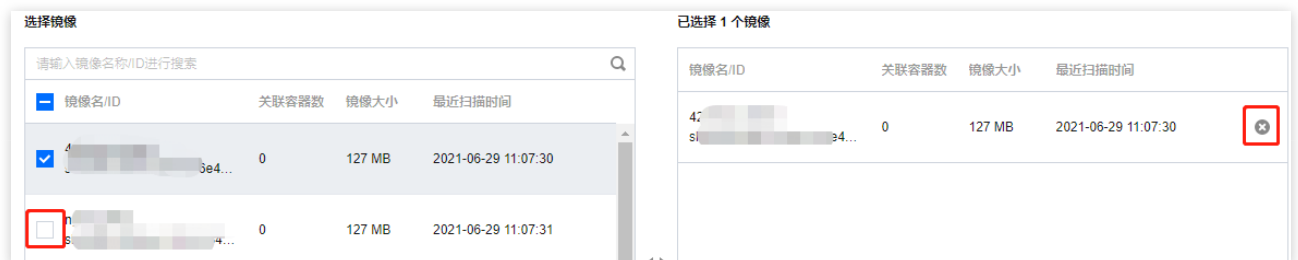 选择镜像
请输入镜像名称/ID进行搜索
镜像名/ID 关联容器数 镜像大小 最近扫描时间
0 127 MB 2021-06-29 11:07:30
6e4...
0 127 MB 2021-06-29 11:07:31
4...
已选择 1 个镜像
镜像名/ID 关联容器数 镜像大小 最近扫描时间
42
0 127 MB 2021-06-29 11:07:30
e4...